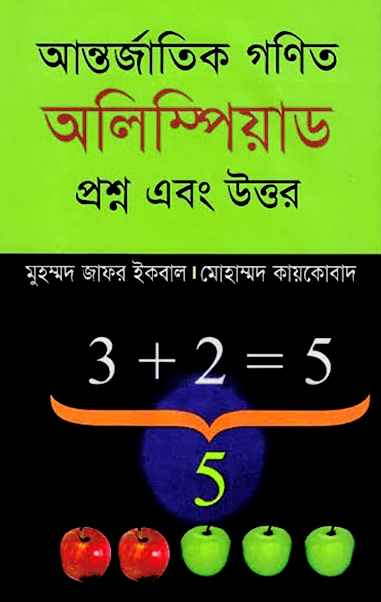 আন্তর্জাতিক গণিত
অলিম্পিয়াড
প্রশ্ন এবং উত্তর
মুহম্মদ জাফর ইকবাল। মোহাম্মদ কায়কোবাদ
3 + 2 = 5
5